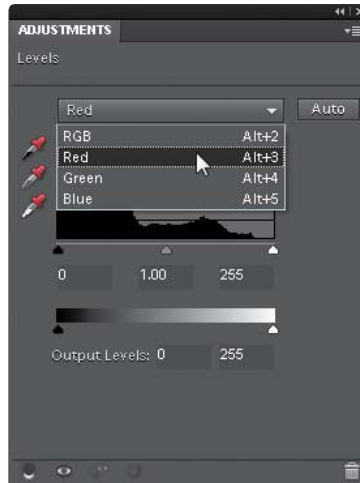 ADJUSTMENTS
Levels
Red Auto
RGB Alt+2
Red Alt+3
Green Alt+4
Blue Alt+5
0 1.00 255
Output Levels: 0 255